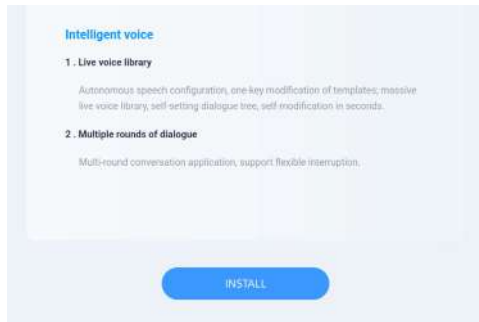 Intelligent voice
1 . Live voice library
Autonomous speech configuration, one-key modification of templates, massive
live voice library, self-setting dialogue tree, self-modification in seconds.
2 . Multiple rounds of dialogue
Multi-round conversation application, support flexible interruption.
INSTALL